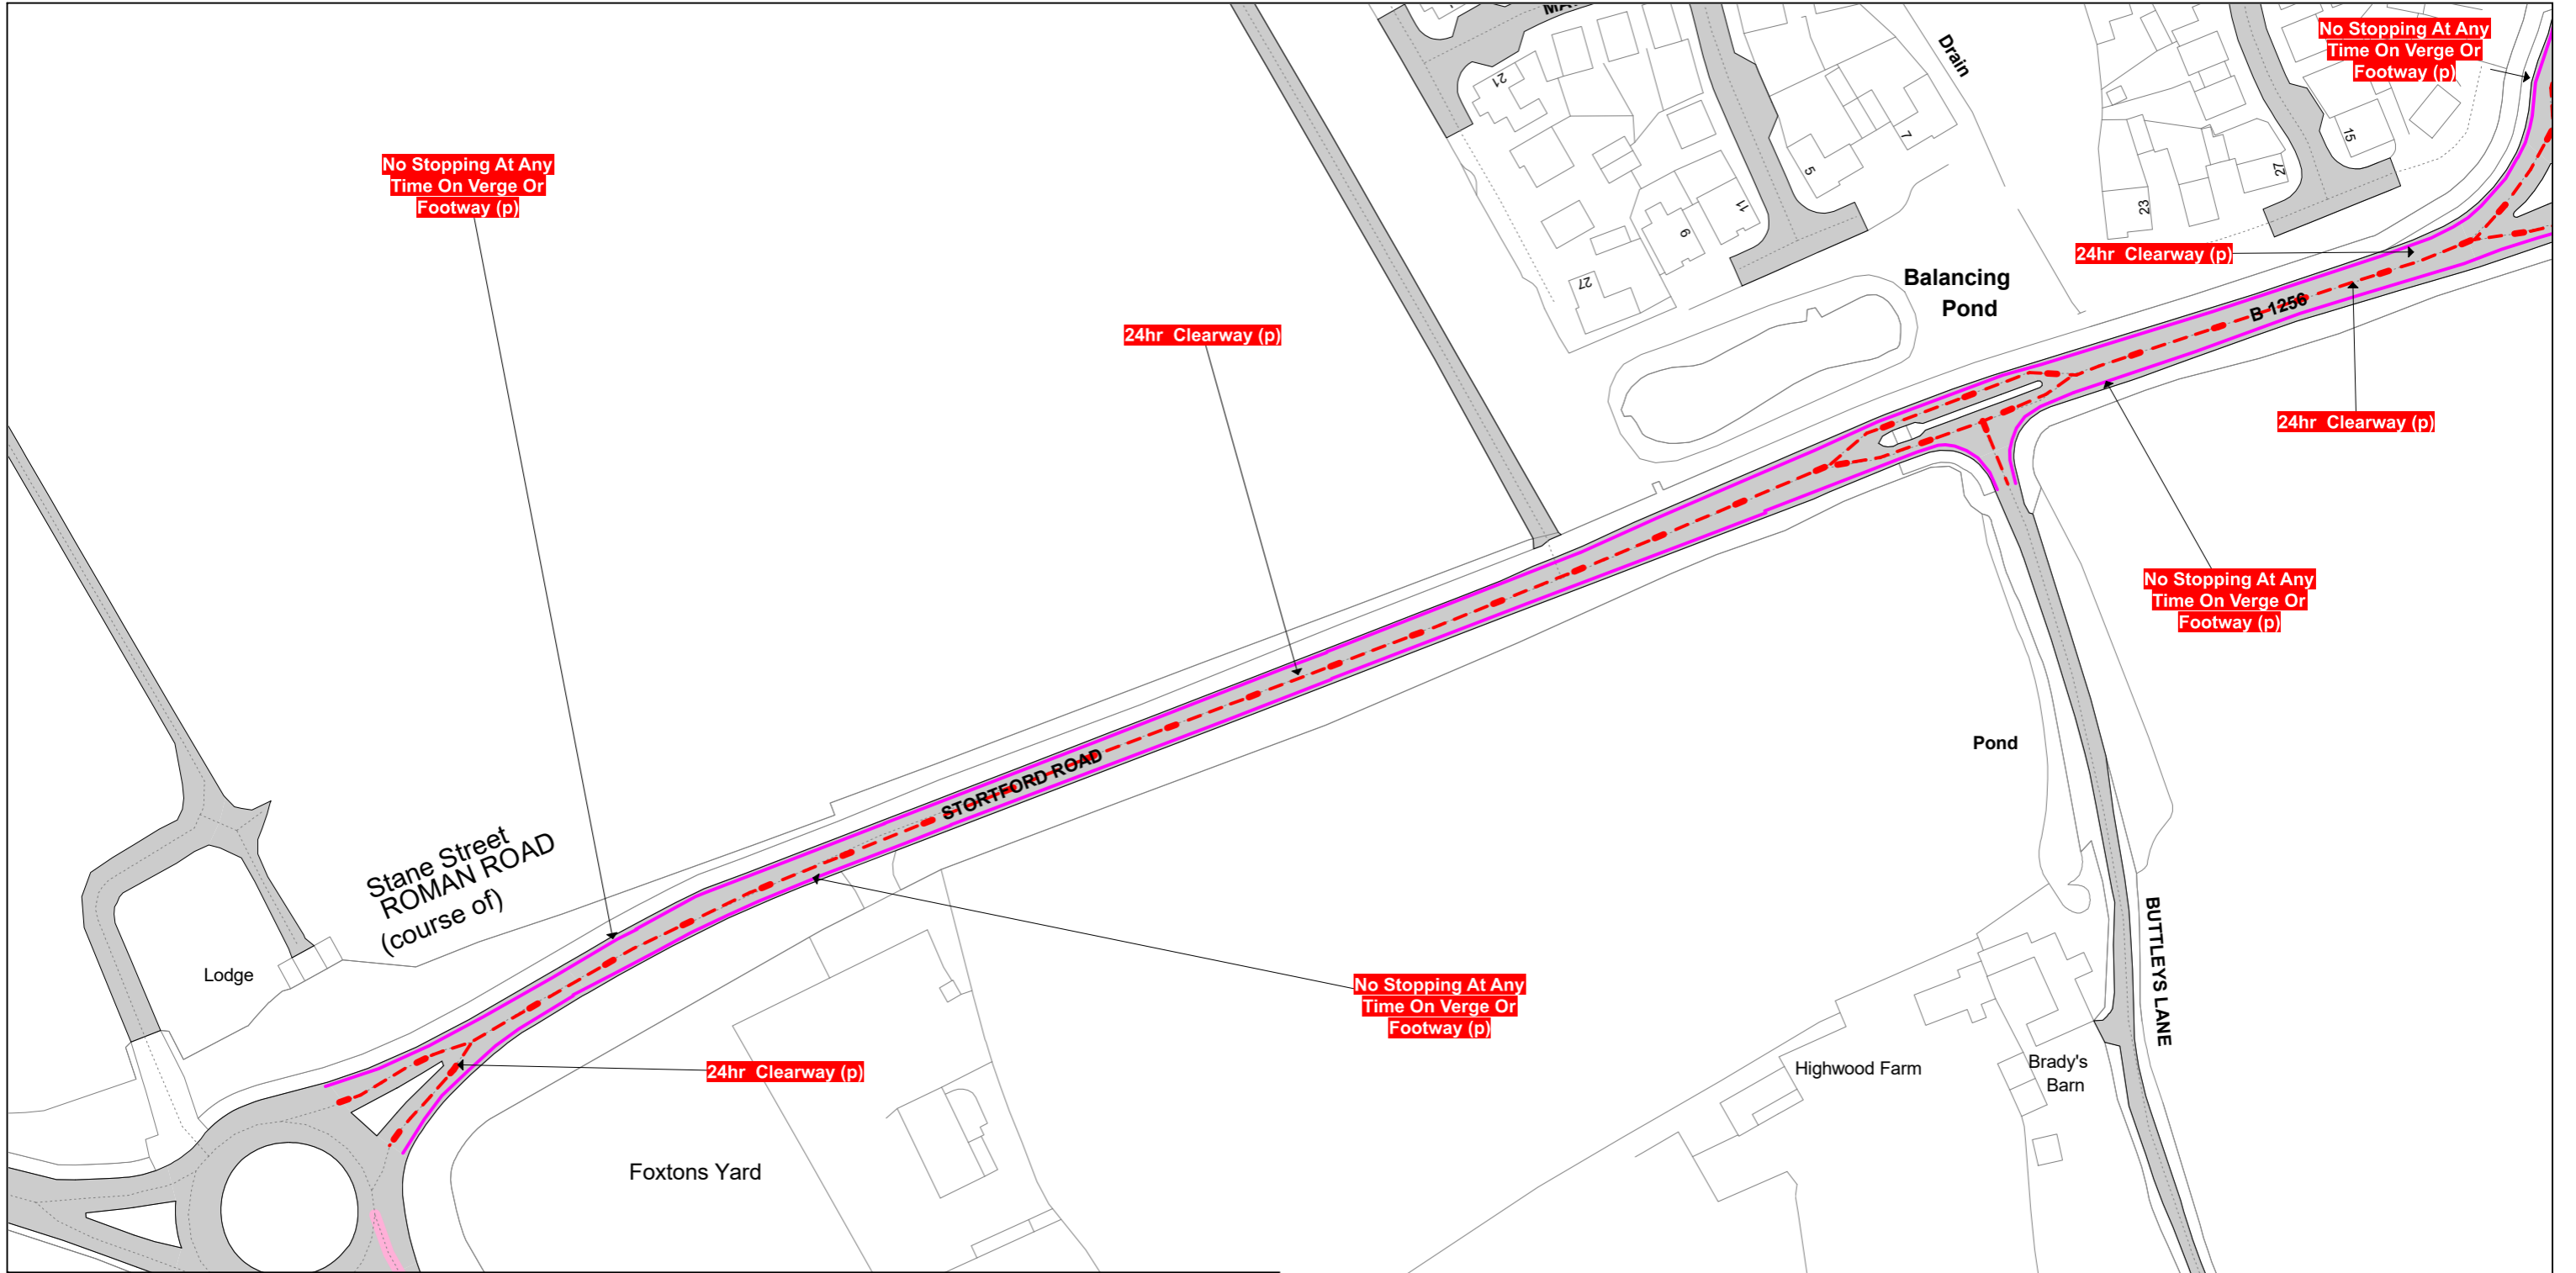 No Stopping At Any
Time On Verge Or
Footway (p)
21
Drain
7
5
11
9
27
15
27
23
No Stopping At Any
Time On Verge Or
Footway (p)
24hr Clearway (p)
Balancing
Pond
B 1256
24hr Clearway (p)
24hr Clearway (p)
No Stopping At Any
Time On Verge Or
Footway (p)
STORTFORD ROAD
Pond
Stane Street
ROMAN ROAD
(course of)
Lodge
No Stopping At Any
Time On Verge Or
Footway (p)
BUTTLEYS LANE
24hr Clearway (p)
Highwood Farm
Brady's
Barn
Foxtons Yard